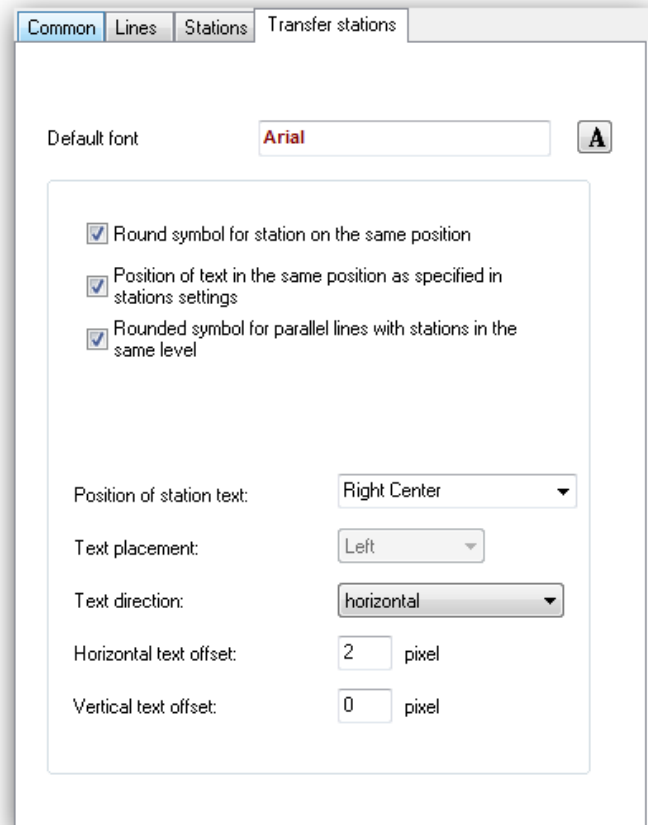 Common Lines Stations Transfer stations
Default font Arial A
Round symbol for station on the same position
Position of text in the same position as specified in
stations settings
Rounded symbol for parallel lines with stations in the
same level
Position of station text: Right Center
Text placement: Left
Text direction: horizontal
Horizontal text offset: 2 pixel
Vertical text offset: 0 pixel